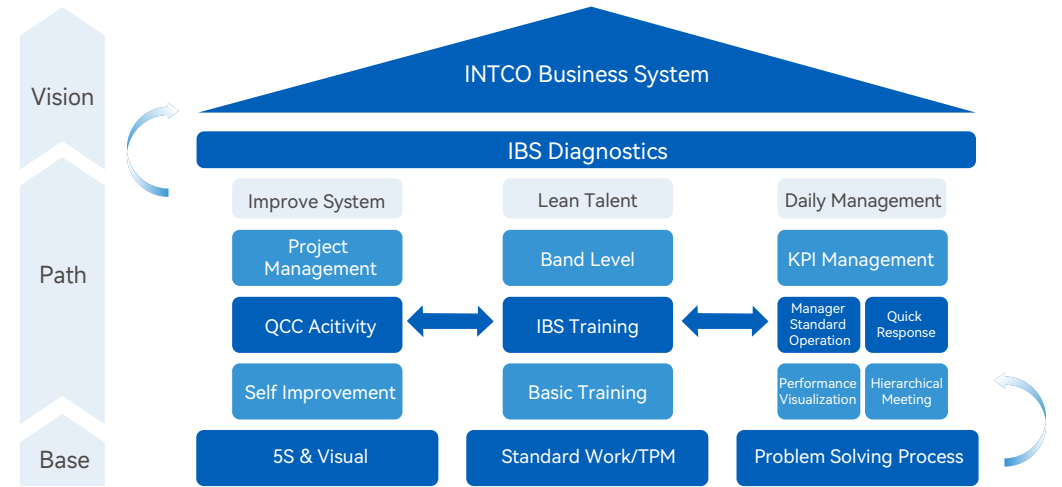 INTCO Business System
Vision
IBS Diagnostics
Improve System
Lean Talent
Daily Management
Project
Management
Band Level
KPI Management
Path
QCC Acitivity
IBS Training
Manager
Standard
Operation
Quick
Response
Self Improvement
Basic Training
Performance
Visualization
Hierarchical
Meeting
Base
5S & Visual
Standard Work/TPM
Problem Solving Process